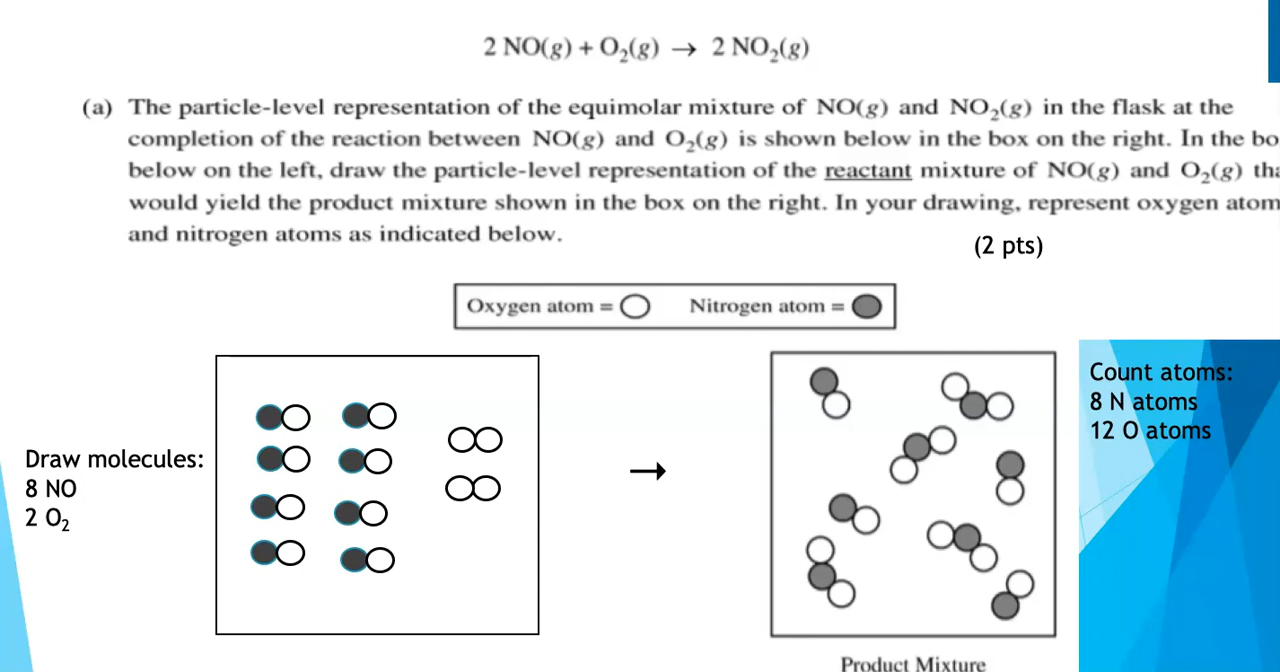 2 NO(g) + O₂(g) → 2 NO₂(g)
(a) The particle-level representation of the equimolar mixture of NO(g) and NO₂(g) in the flask at the
completion of the reaction between NO(g) and O₂(g) is shown below in the box on the right. In the bo
below on the left, draw the particle-level representation of the reactant mixture of NO(g) and O₂(g) tha
would yield the product mixture shown in the box on the right. In your drawing, represent oxygen atom
and nitrogen atoms as indicated below.
(2 pts)
Oxygen atom = Nitrogen atom =
Draw molecules:
8 NO
2 O₂
→
Count atoms:
8 N atoms
12 O atoms
Product Mixture